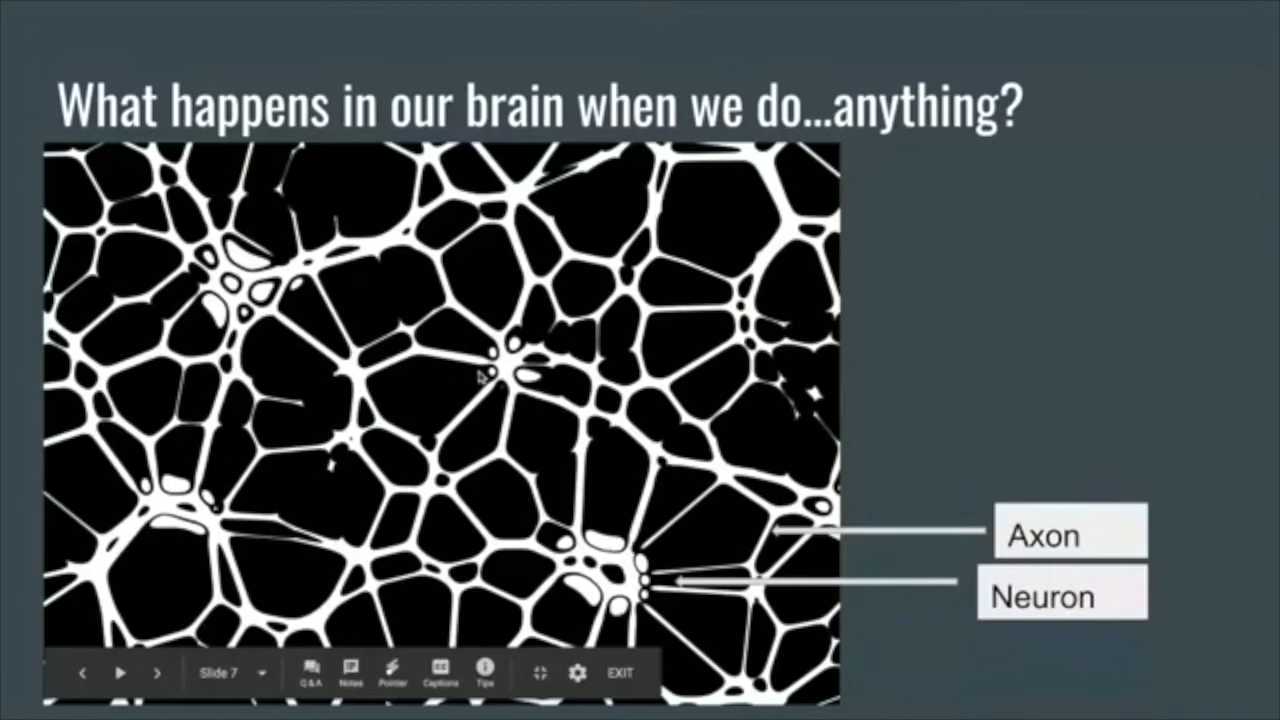 What happens in our brain when we do...anything?
Axon
Neuron
Slide 7
Q&A
Notes
Pointer
Captions
Tips
EXIT